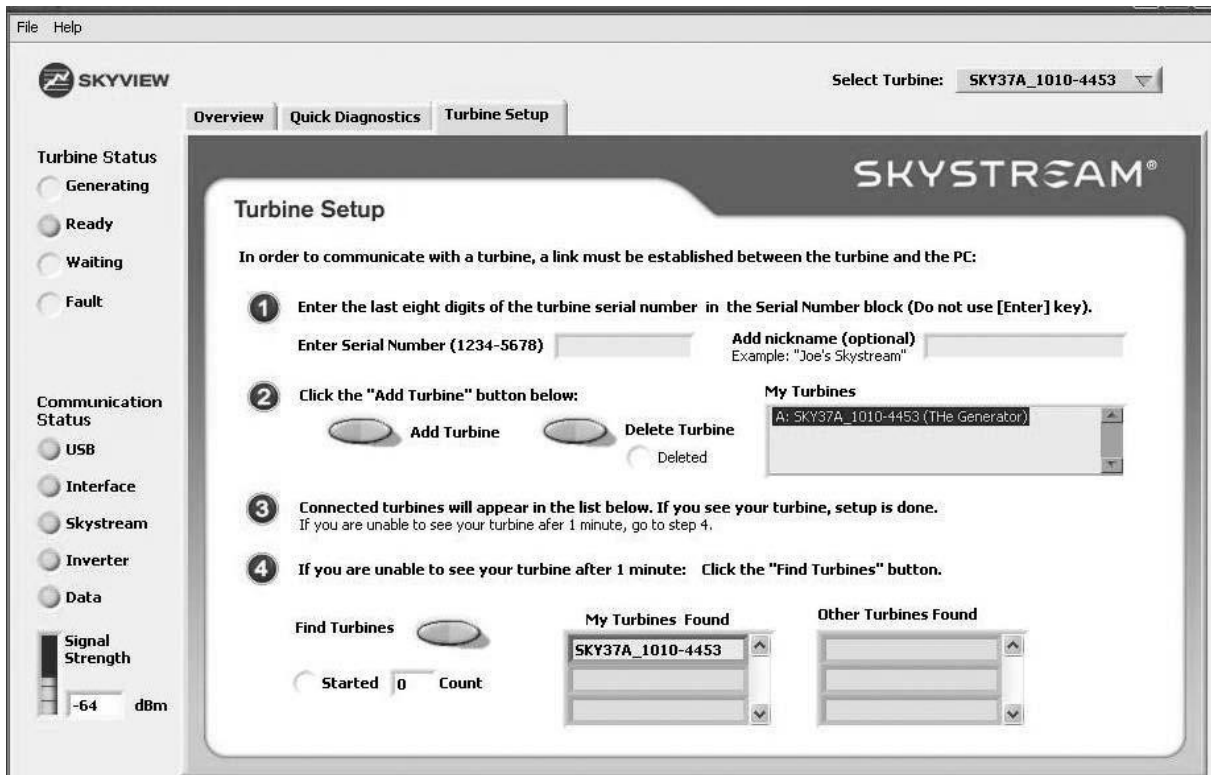 File Help
SKYVIEW
Select Turbine: SKY37A_1010-4453
Overview Quick Diagnostics Turbine Setup
Turbine Status
Generating
Ready
Waiting
Fault
Communication
Status
USB
Interface
Skystream
Inverter
Data
Signal
Strength
-64 dBm
SKYSTREAM®
Turbine Setup
In order to communicate with a turbine, a link must be established between the turbine and the PC:
1 Enter the last eight digits of the turbine serial number in the Serial Number block (Do not use [Enter] key).
Enter Serial Number (1234-5678)
Add nickname (optional)
Example: "Joe's Skystream"
2 Click the "Add Turbine" button below:
Add Turbine
Delete Turbine
Deleted
My Turbines
A: SKY37A_1010-4453 (THe Generator)
3 Connected turbines will appear in the list below. If you see your turbine, setup is done.
If you are unable to see your turbine afer 1 minute, go to step 4.
4 If you are unable to see your turbine after 1 minute: Click the "Find Turbines" button.
Find Turbines
Started 0 Count
My Turbines Found
SKY37A_1010-4453
Other Turbines Found